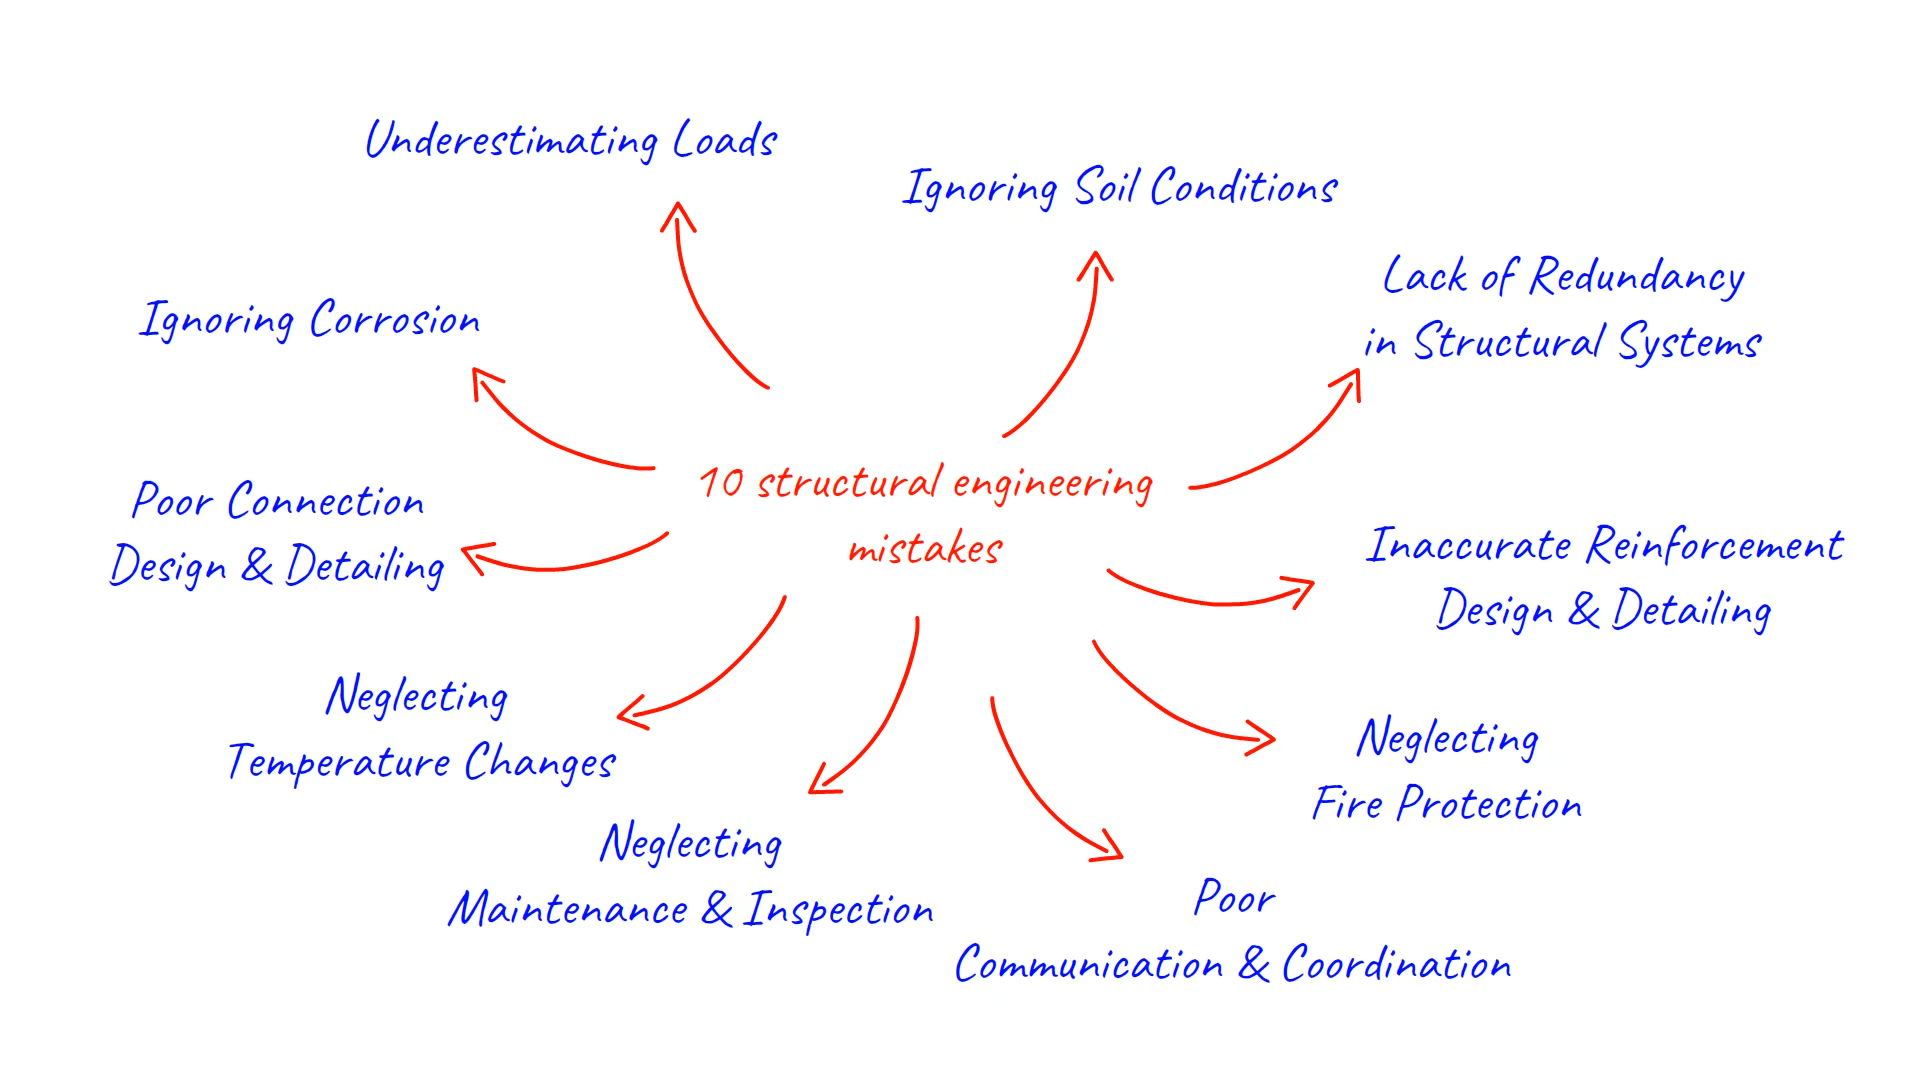 Underestimating Loads
Ignoring Soil Conditions
Lack of Redundancy
in Structural Systems
Ignoring Corrosion
10 structural engineering
mistakes
Poor Connection
Design & Detailing
Inaccurate Reinforcement
Design & Detailing
Neglecting
Temperature Changes
Neglecting
Fire Protection
Neglecting
Maintenance & Inspection
Poor
Communication & Coordination